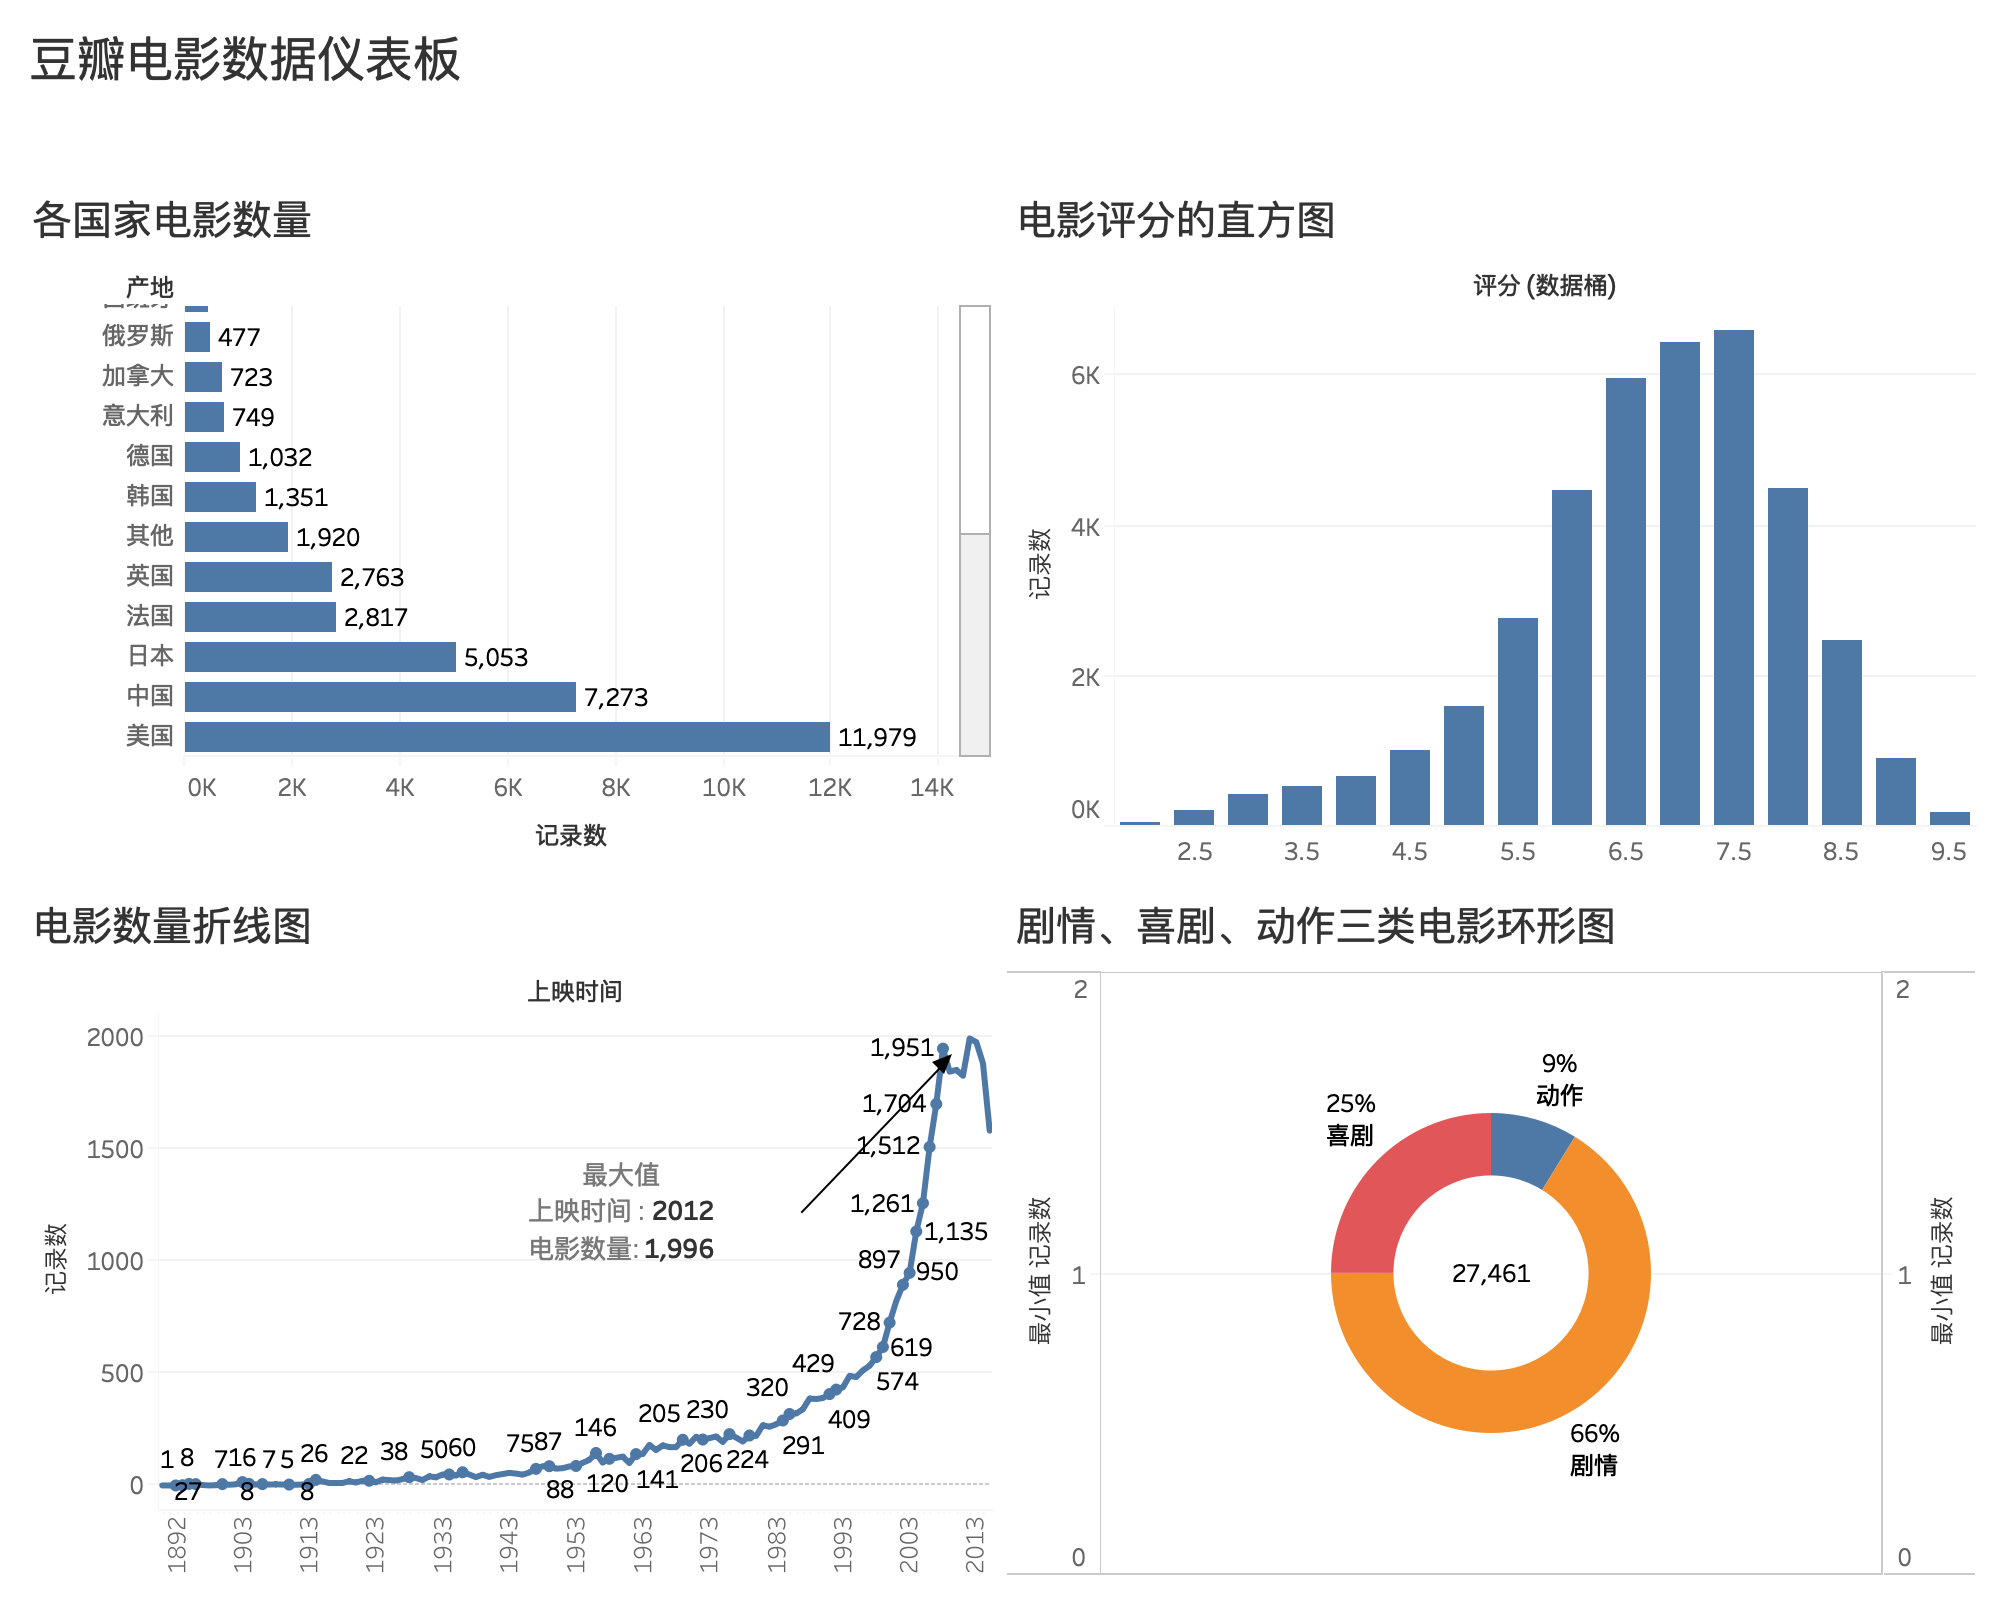 豆瓣电影数据仪表板
各国家电影数量
产地
俄罗斯 477
加拿大 723
意大利 749
德国 1,032
韩国 1,351
其他 1,920
英国 2,763
法国 2,817
日本 5,053
中国 7,273
美国 11,979
0K 2K 4K 6K 8K 10K 12K 14K
记录数
电影评分的直方图
评分 (数据桶)
6K
4K
2K
0K
记录数
2.5 3.5 4.5 5.5 6.5 7.5 8.5 9.5
电影数量折线图
上映时间
2000
1500
1000
500
0
记录数
1,951
1,704
1,512
1,261
1,135
897
950
728
619
574
429
409
320
291
230
224
205
206
146
141
120
75 87
88
50 60
38
22
26
8
7 5
7 16
8
1 8
27
最大值
上映时间 : 2012
电影数量: 1,996
1892 1903 1913 1923 1933 1943 1953 1963 1973 1983 1993 2003 2013
剧情、喜剧、动作三类电影环形图
2
1
0
最小值 记录数
9%
动作
25%
喜剧
27,461
66%
剧情
2
1
0
最小值 记录数